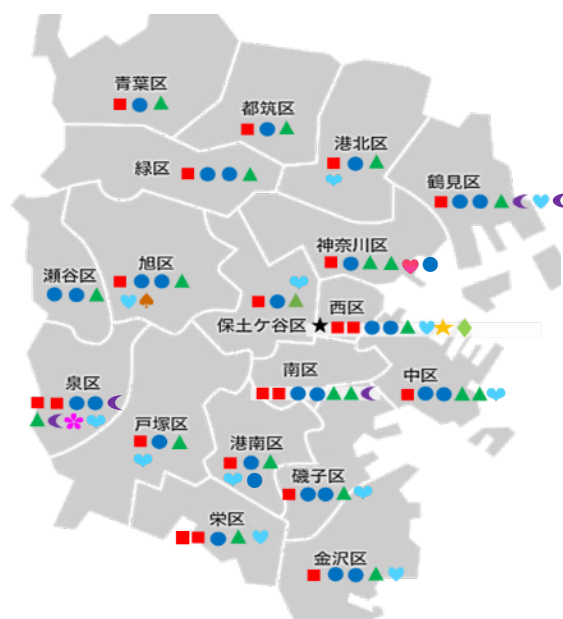 青葉区
都筑区
港北区
緑区
鶴見区
神奈川区
旭区
瀬谷区
西区
保土ケ谷区
南区
中区
泉区
戸塚区
港南区
磯子区
栄区
金沢区